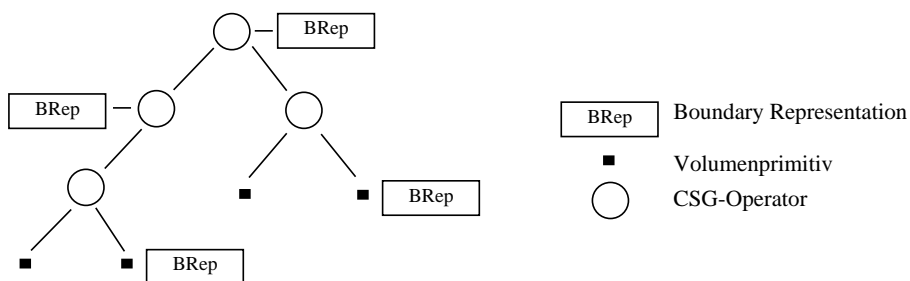 BRep
BRep
BRep
BRep
BRep Boundary Representation
Volumenprimitiv
CSG-Operator